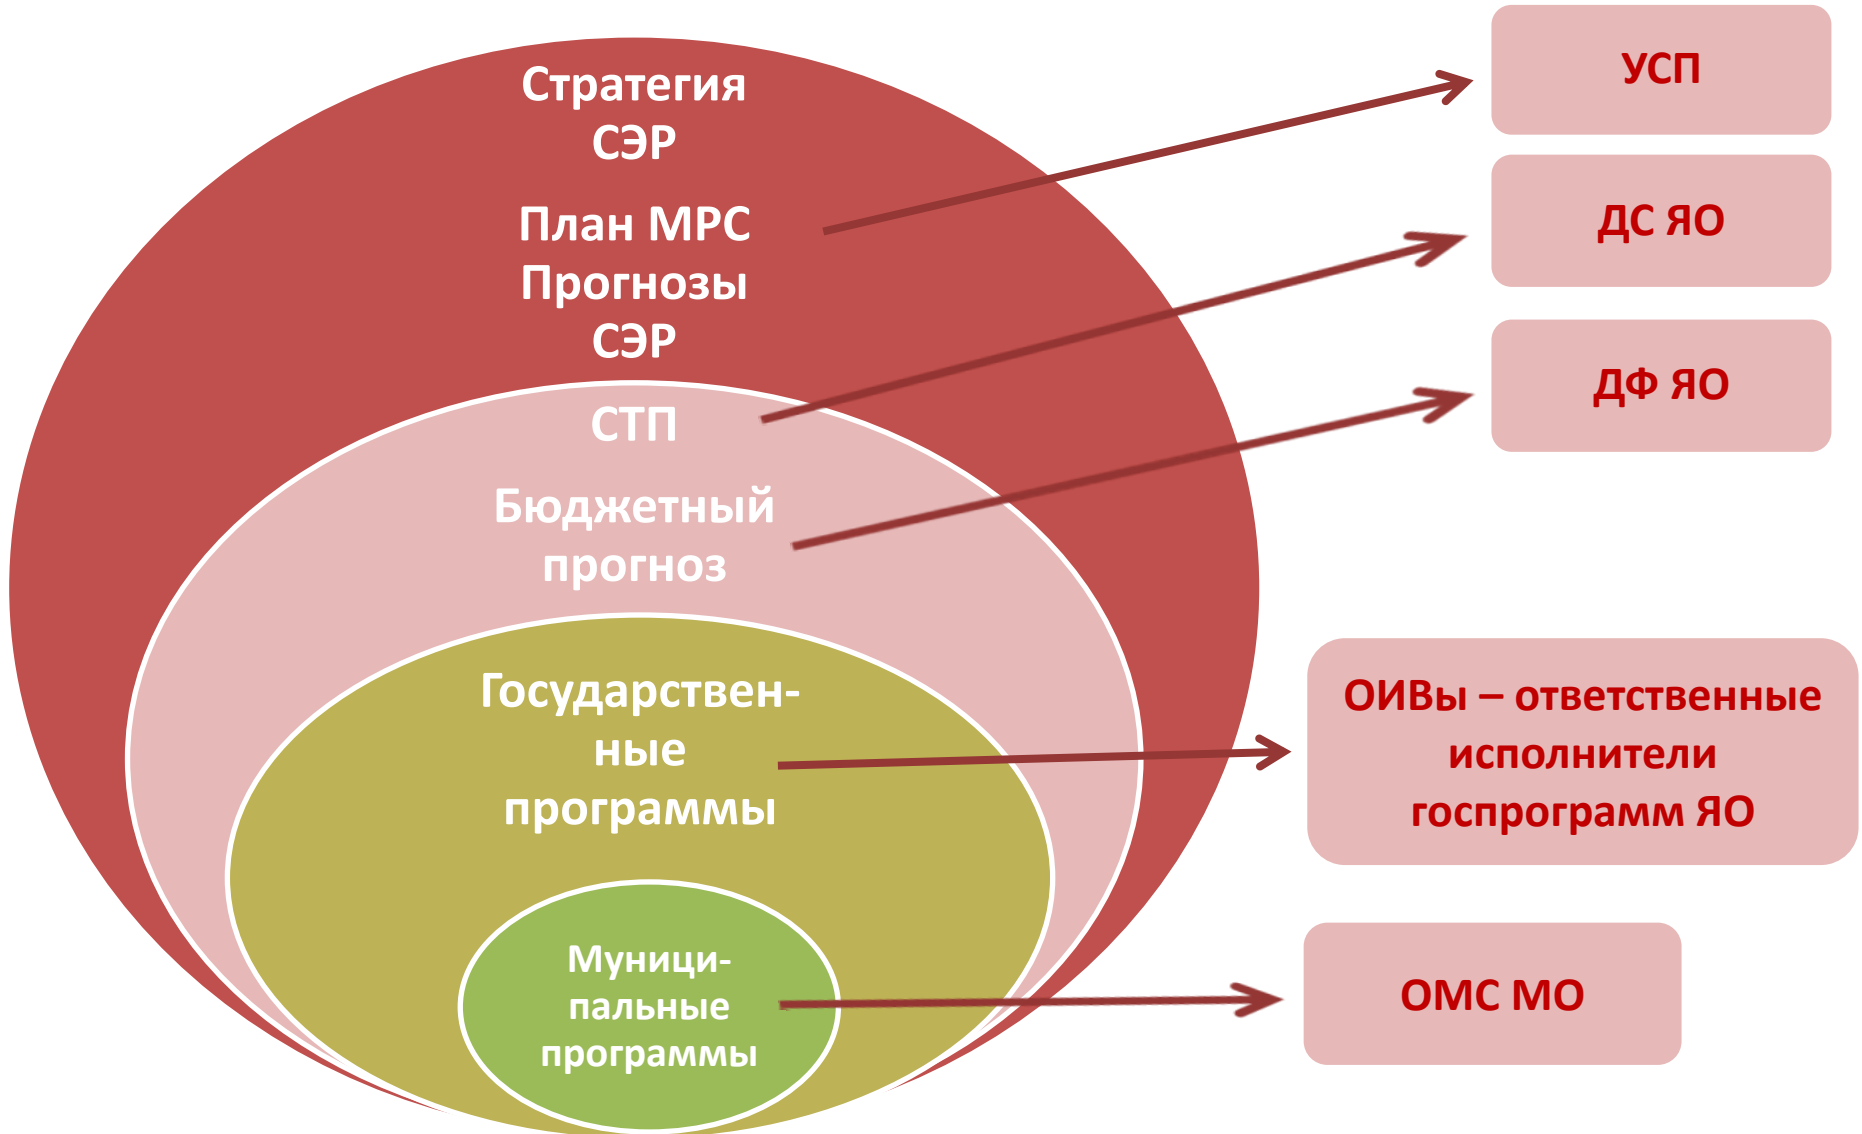 Стратегия
СЭР
План МРС
Прогнозы
СЭР
СТП
Бюджетный
прогноз
Государствен-
ные
программы
Муници-
пальные
программы
УСП
ДС ЯО
ДФ ЯО
ОИВы – ответственные
исполнители
госпрограмм ЯО
ОМС МО